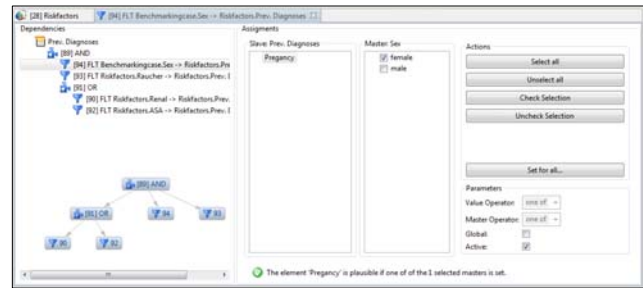 [28] Riskfactors
[94] FLT Benchmarkingcase.Sex -> Riskfactors.Prev. Diagnoses
Dependencies
Prev. Diagnoses
[89] AND
[94] FLT Benchmarkingcase.Sex -> Riskfactors.Pre
[93] FLT Riskfactors.Raucher -> Riskfactors.Prev. D
[91] OR
[90] FLT Riskfactors.Renal -> Riskfactors.Prev.
[92] FLT Riskfactors.ASA -> Riskfactors.Prev. D
[89] AND
[91] OR
94
93
90
92
Assigments
Slave: Prev. Diagnoses
Pregancy
Master: Sex
female
male
Actions
Select all
Unselect all
Check Selection
Uncheck Selection
Set for all...
Parameters
Value Operator:
one of
Master Operator:
one of
Global:
Active:
The element 'Pregancy' is plausible if one of of the 1 selected masters is set.